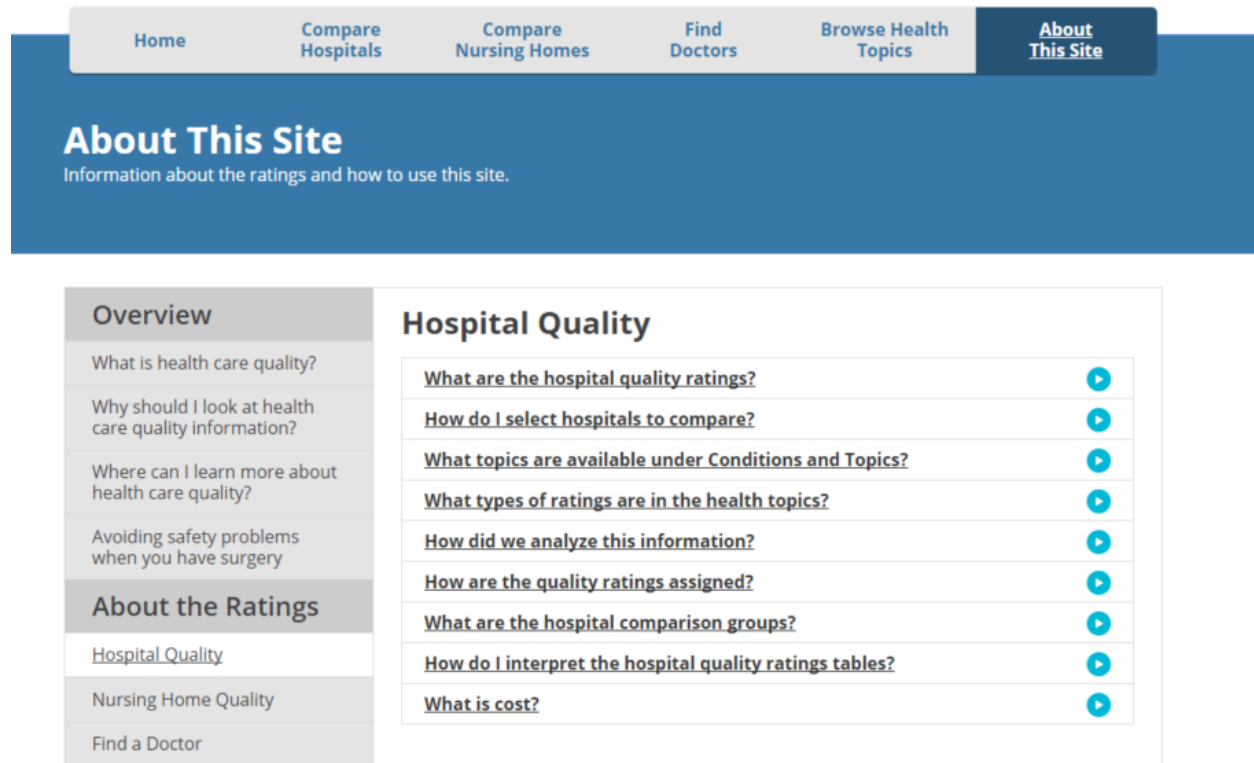 Home
Compare
Hospitals
Compare
Nursing Homes
Find
Doctors
Browse Health
Topics
About
This Site
About This Site
Information about the ratings and how to use this site.
Overview
What is health care quality?
Why should I look at health
care quality information?
Where can I learn more about
health care quality?
Avoiding safety problems
when you have surgery
About the Ratings
Hospital Quality
Nursing Home Quality
Find a Doctor
Hospital Quality
What are the hospital quality ratings?
How do I select hospitals to compare?
What topics are available under Conditions and Topics?
What types of ratings are in the health topics?
How did we analyze this information?
How are the quality ratings assigned?
What are the hospital comparison groups?
How do I interpret the hospital quality ratings tables?
What is cost?